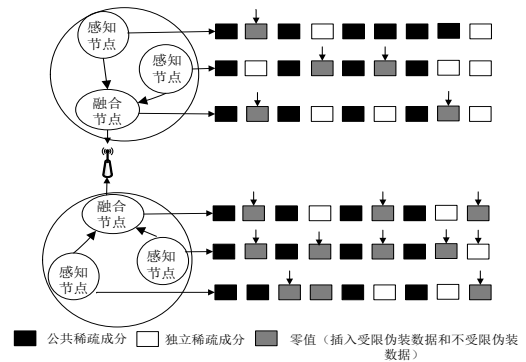 感知
节点
感知
节点
融合
节点
融合
节点
感知
节点
感知
节点
公共稀疏成分
独立稀疏成分
零值（插入受限伪装数据和不受限伪装
数据）